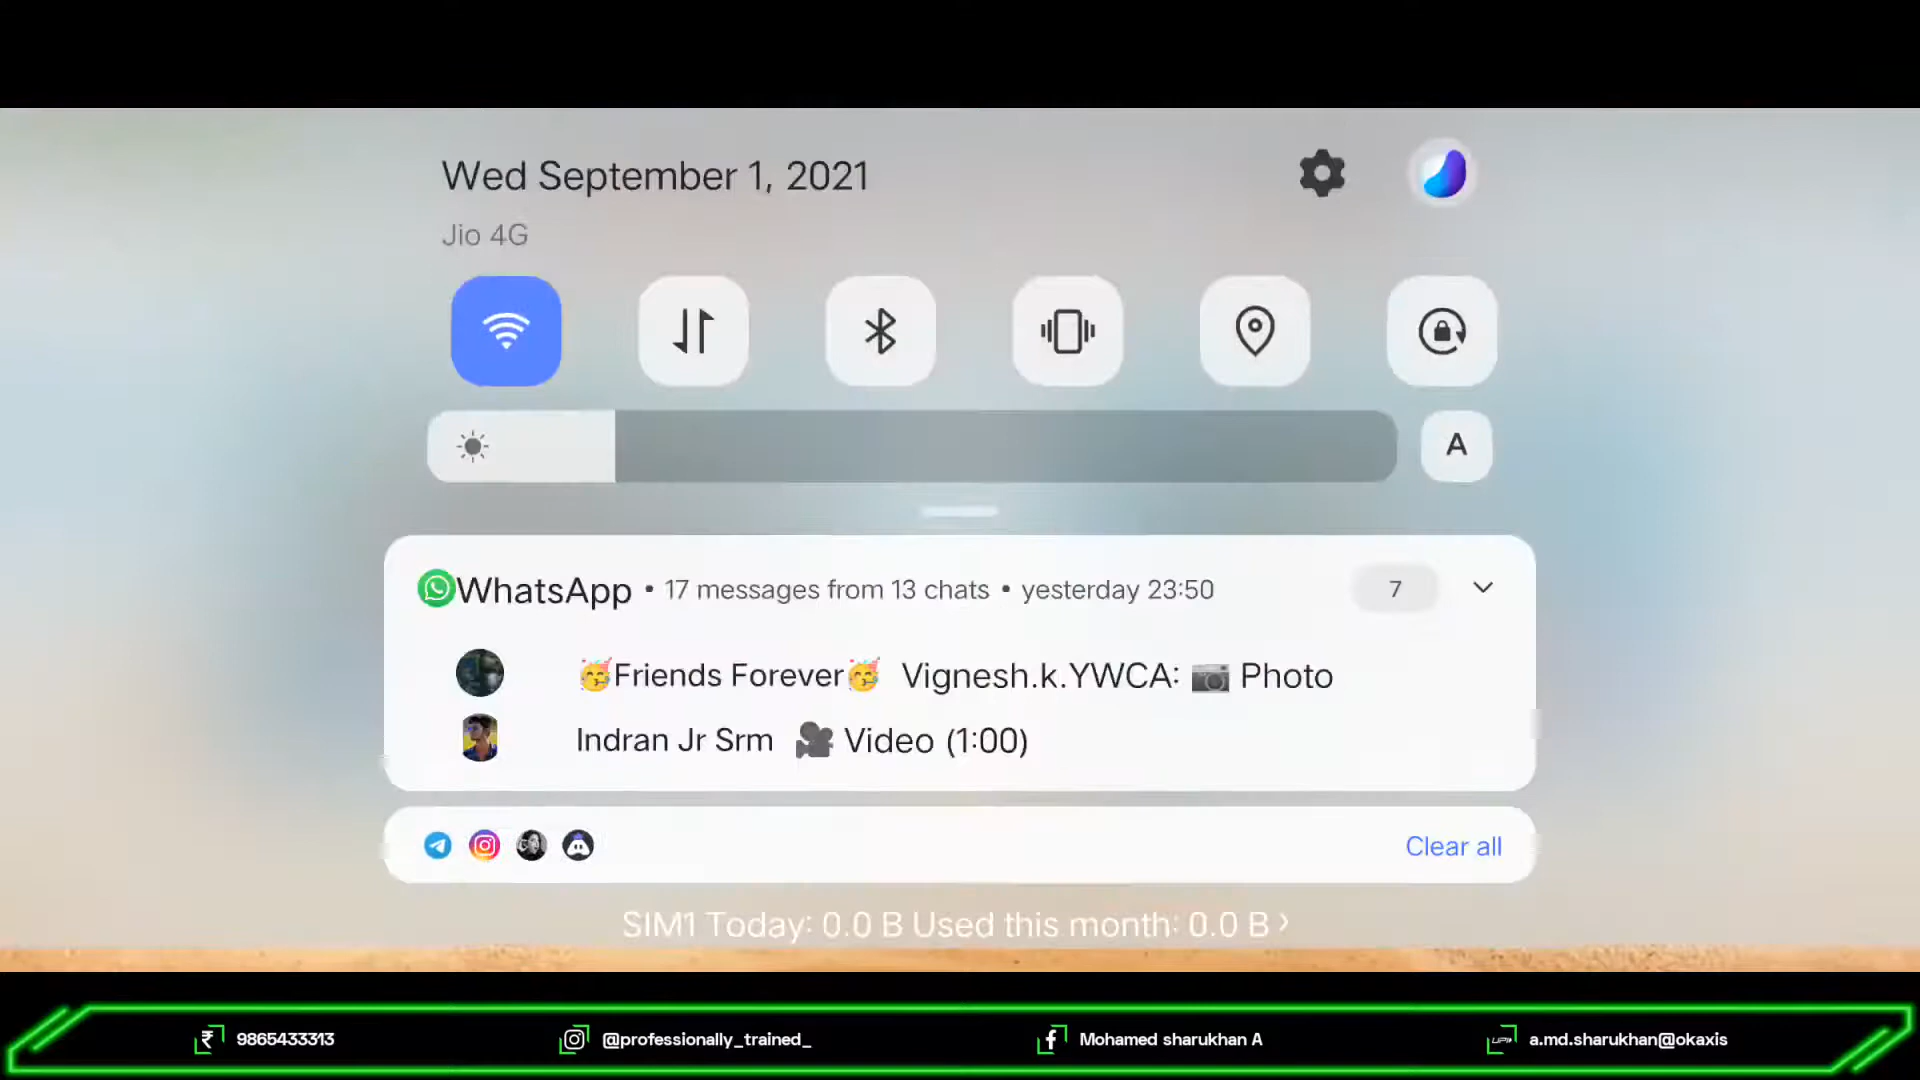 Wed September 1, 2021
Jio 4G
A
WhatsApp • 17 messages from 13 chats • yesterday 23:50 7
🥳Friends Forever🥳 Vignesh.k.YWCA: 📷 Photo
Indran Jr Srm 🎥 Video (1:00)
Clear all
SIM1 Today: 0.0 B Used this month: 0.0 B ›
₹ 9865433313 @professionally_trained_ f Mohamed sharukhan A UPI a.md.sharukhan@okaxis